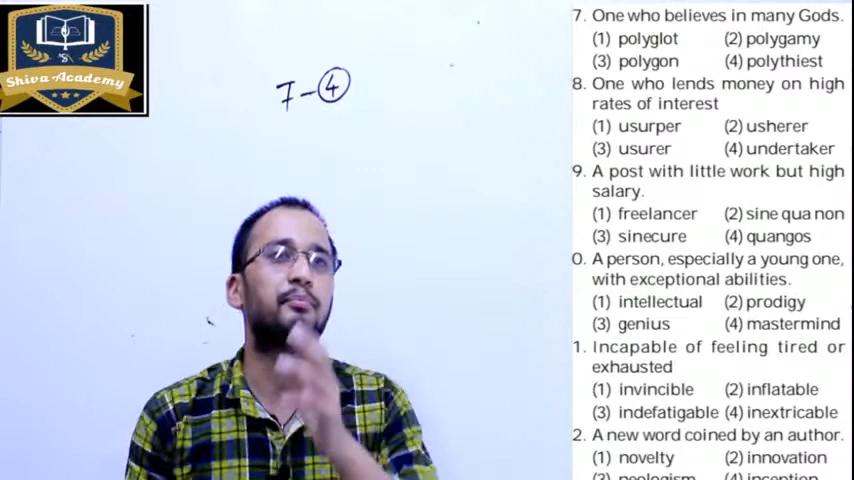 Shiva Academy
7-4
7. One who believes in many Gods.
(1) polyglot (2) polygamy
(3) polygon (4) polythiest
8. One who lends money on high
rates of interest
(1) usurper (2) usherer
(3) usurer (4) undertaker
9. A post with little work but high
salary.
(1) freelancer (2) sine qua non
(3) sinecure (4) quangos
0. A person, especially a young one,
with exceptional abilities.
(1) intellectual (2) prodigy
(3) genius (4) mastermind
1. Incapable of feeling tired or
exhausted
(1) invincible (2) inflatable
(3) indefatigable (4) inextricable
2. A new word coined by an author.
(1) novelty (2) innovation
(3) neologism (4) inception